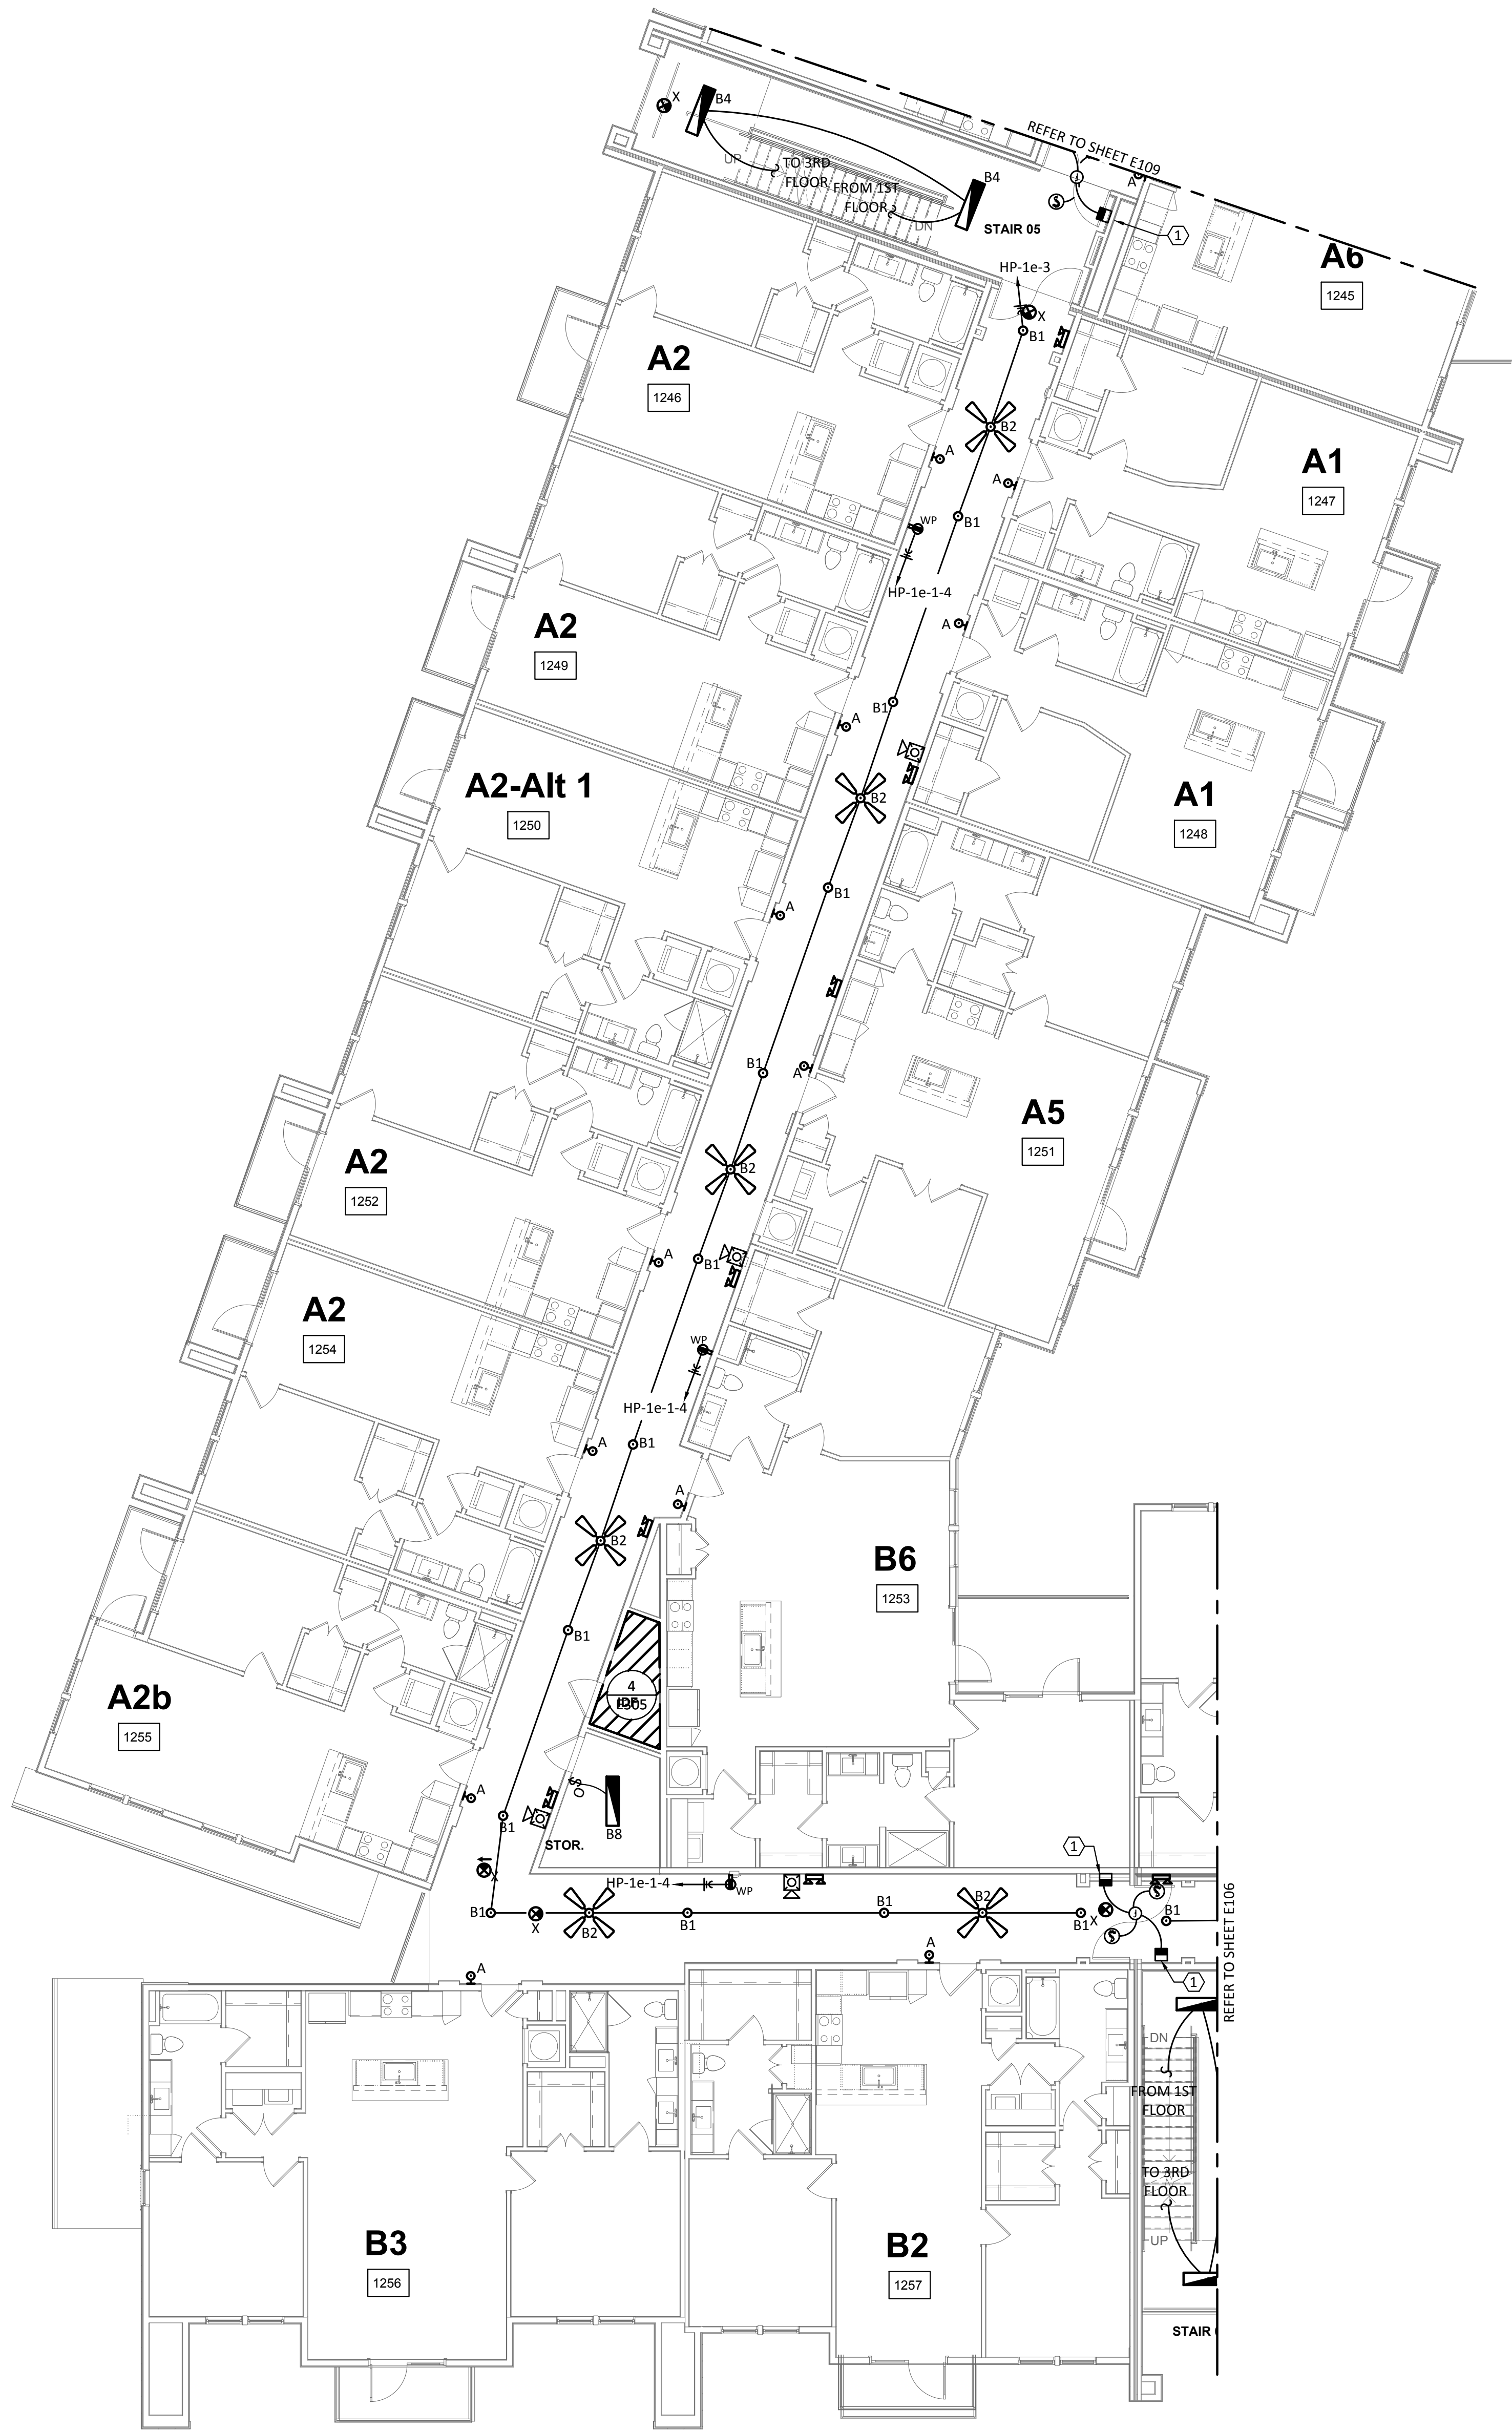 X
B4
REFER TO SHEET E109
UP
TO 3RD
FLOOR
FROM 1ST
FLOOR
B4
A
DN
STAIR 05
1
A6
1245
HP-1e-3
X
B1
A2
1246
B2
A
A
A1
1247
B1
WP
HP-1e-1-4
A2
1249
A
B1
A
A2-Alt 1
1250
B2
A1
1248
B1
A
B1
A
A5
1251
A2
1252
B2
A
B1
A2
1254
WP
HP-1e-1-4
B1
A
A
B2
B6
1253
B1
4
IDF
E305
A2b
1255
A
B1
OS
B8
STOR.
1
X
HP-1e-1-4
WP
B1
X
B2
B1
B1
B2
B1
X
B1
REFER TO SHEET E106
A
A
1
DN
FROM 1ST
FLOOR
TO 3RD
FLOOR
UP
B3
1256
B2
1257
STAIR